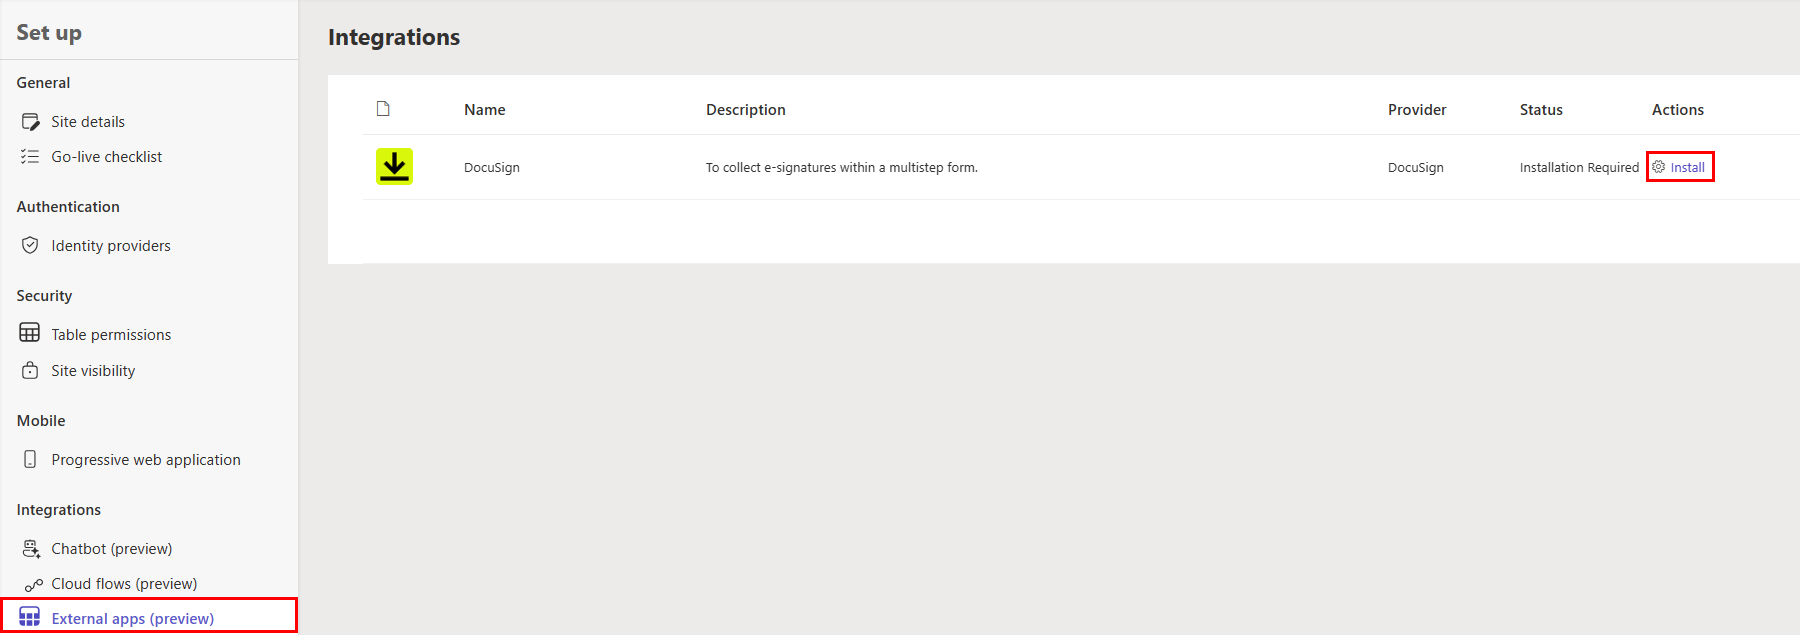 Set up
General
Site details
Go-live checklist
Authentication
Identity providers
Security
Table permissions
Site visibility
Mobile
Progressive web application
Integrations
Chatbot (preview)
Cloud flows (preview)
External apps (preview)
Integrations
Name Description Provider Status Actions
DocuSign To collect e-signatures within a multistep form. DocuSign Installation Required Install